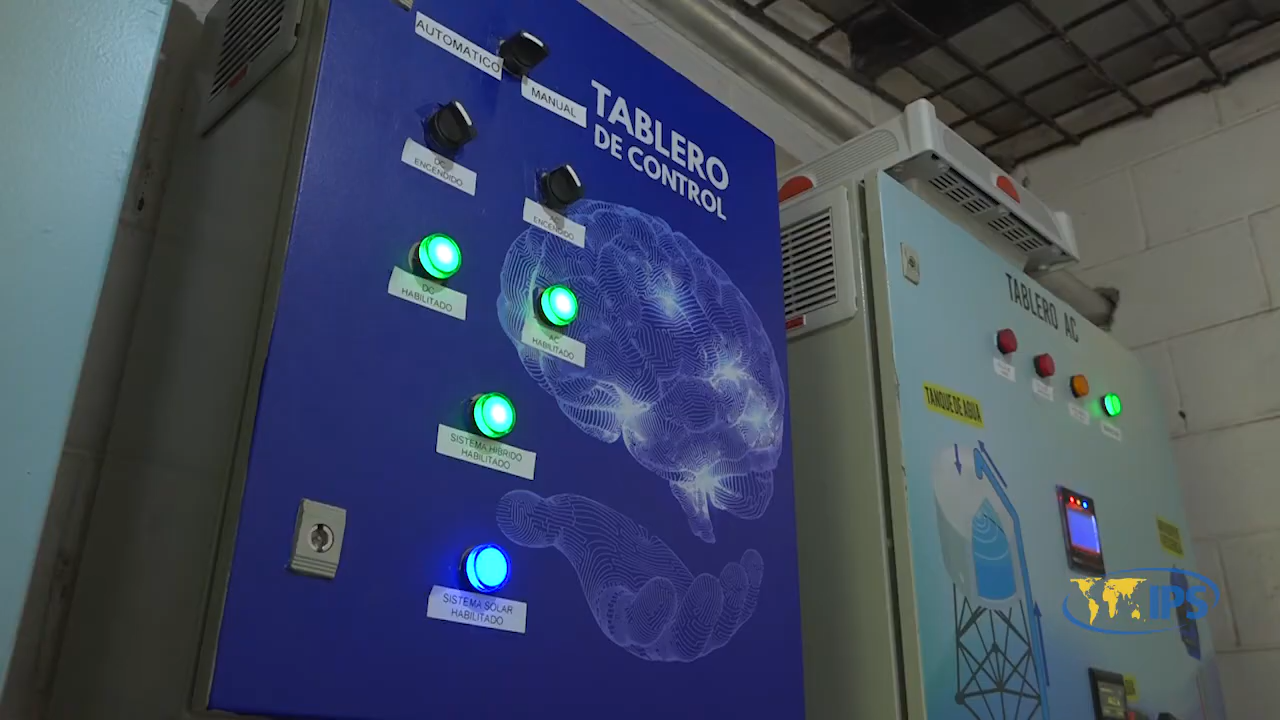 AUTOMATICO
MANUAL
TABLERO
DE CONTROL
DC
ENCENDIDO
AC
ENCENDIDO
DC
HABILITADO
AC
HABILITADO
SISTEMA HIBRIDO
HABILITADO
SISTEMA SOLAR
HABILITADO
TABLERO AC
TANQUE DE AGUA
IPS